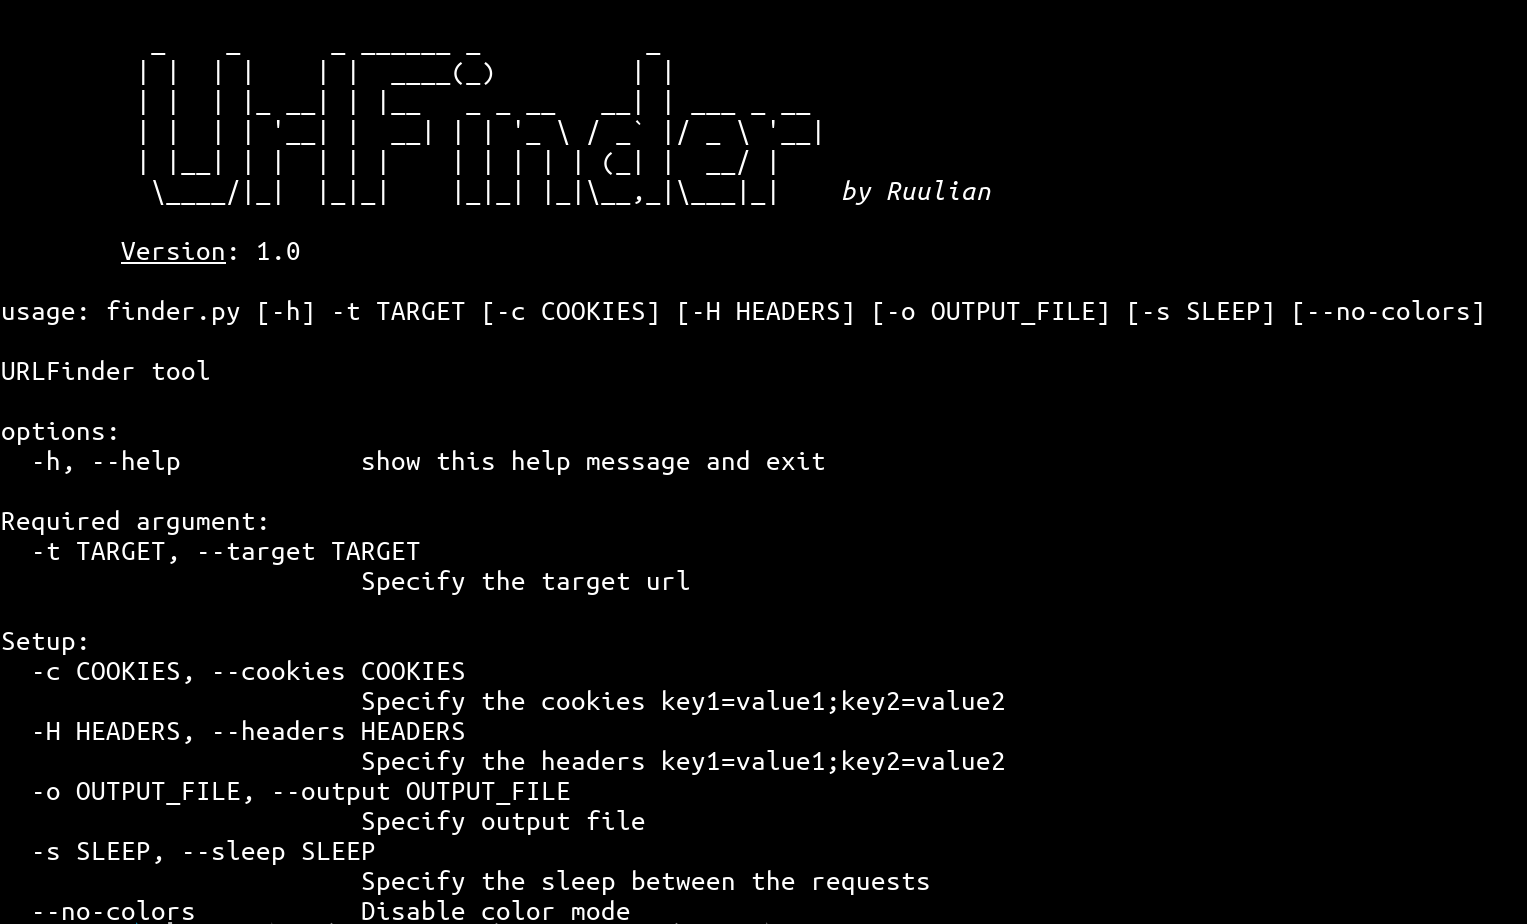 UrlFinder
by Ruulian
Version: 1.0
usage: finder.py [-h] -t TARGET [-c COOKIES] [-H HEADERS] [-o OUTPUT_FILE] [-s SLEEP] [--no-colors]
URLFinder tool
options:
-h, --help show this help message and exit
Required argument:
-t TARGET, --target TARGET
Specify the target url
Setup:
-c COOKIES, --cookies COOKIES
Specify the cookies key1=value1;key2=value2
-H HEADERS, --headers HEADERS
Specify the headers key1=value1;key2=value2
-o OUTPUT_FILE, --output OUTPUT_FILE
Specify output file
-s SLEEP, --sleep SLEEP
Specify the sleep between the requests
--no-colors Disable color mode